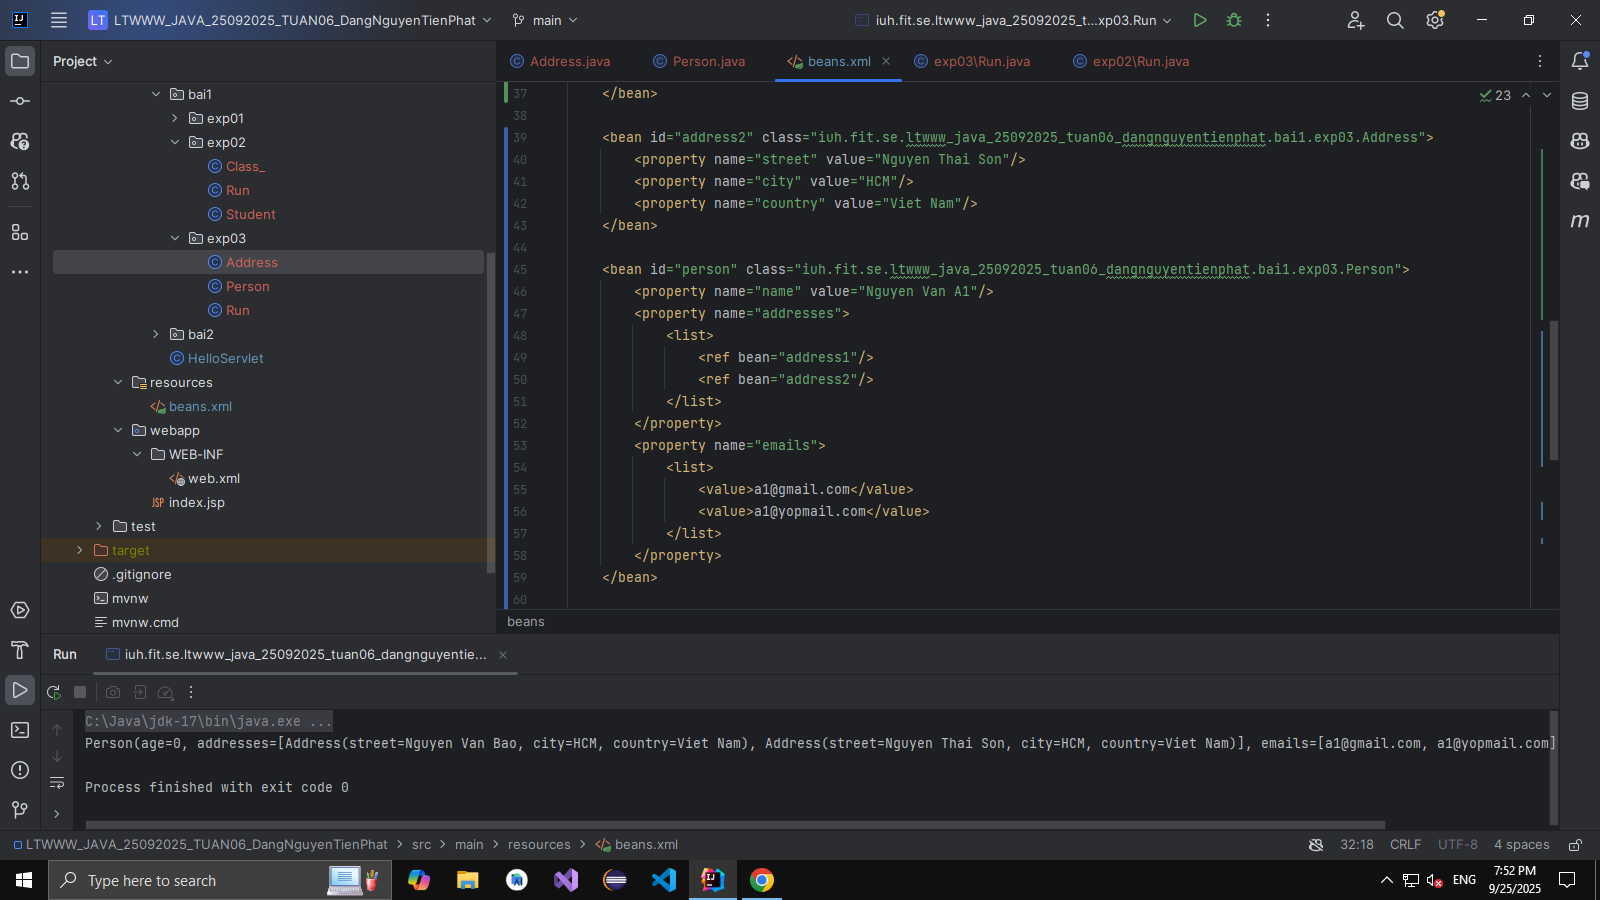 LT LTWWW_JAVA_25092025_TUAN06_DangNguyenTienPhat main iuh.fit.se.ltwww_java_25092025_t...xp03.Run
Project
bai1
exp01
exp02
Class_
Run
Student
exp03
Address
Person
Run
bai2
HelloServlet
resources
beans.xml
webapp
WEB-INF
web.xml
JSP index.jsp
test
target
.gitignore
mvnw
mvnw.cmd
Address.java Person.java beans.xml exp03\Run.java exp02\Run.java
23
37 </bean>
38
39 <bean id="address2" class="iuh.fit.se.ltwww_java_25092025_tuan06_dangnguyentienphat.bai1.exp03.Address">
40 <property name="street" value="Nguyen Thai Son"/>
41 <property name="city" value="HCM"/>
42 <property name="country" value="Viet Nam"/>
43 </bean>
44
45 <bean id="person" class="iuh.fit.se.ltwww_java_25092025_tuan06_dangnguyentienphat.bai1.exp03.Person">
46 <property name="name" value="Nguyen Van A1"/>
47 <property name="addresses">
48 <list>
49 <ref bean="address1"/>
50 <ref bean="address2"/>
51 </list>
52 </property>
53 <property name="emails">
54 <list>
55 <value>a1@gmail.com</value>
56 <value>a1@yopmail.com</value>
57 </list>
58 </property>
59 </bean>
60
beans
Run iuh.fit.se.ltwww_java_25092025_tuan06_dangnguyentie...
C:\Java\jdk-17\bin\java.exe ...
Person(age=0, addresses=[Address(street=Nguyen Van Bao, city=HCM, country=Viet Nam), Address(street=Nguyen Thai Son, city=HCM, country=Viet Nam)], emails=[a1@gmail.com, a1@yopmail.com]
Process finished with exit code 0
LTWWW_JAVA_25092025_TUAN06_DangNguyenTienPhat > src > main > resources > beans.xml 32:18 CRLF UTF-8 4 spaces
Type here to search
ENG
7:52 PM
9/25/2025